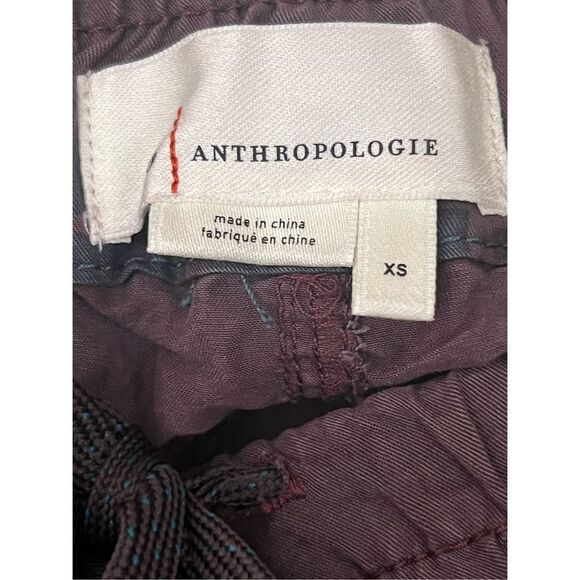 ANTHROPOLOGIE
made in china
fabriqué en chine
XS